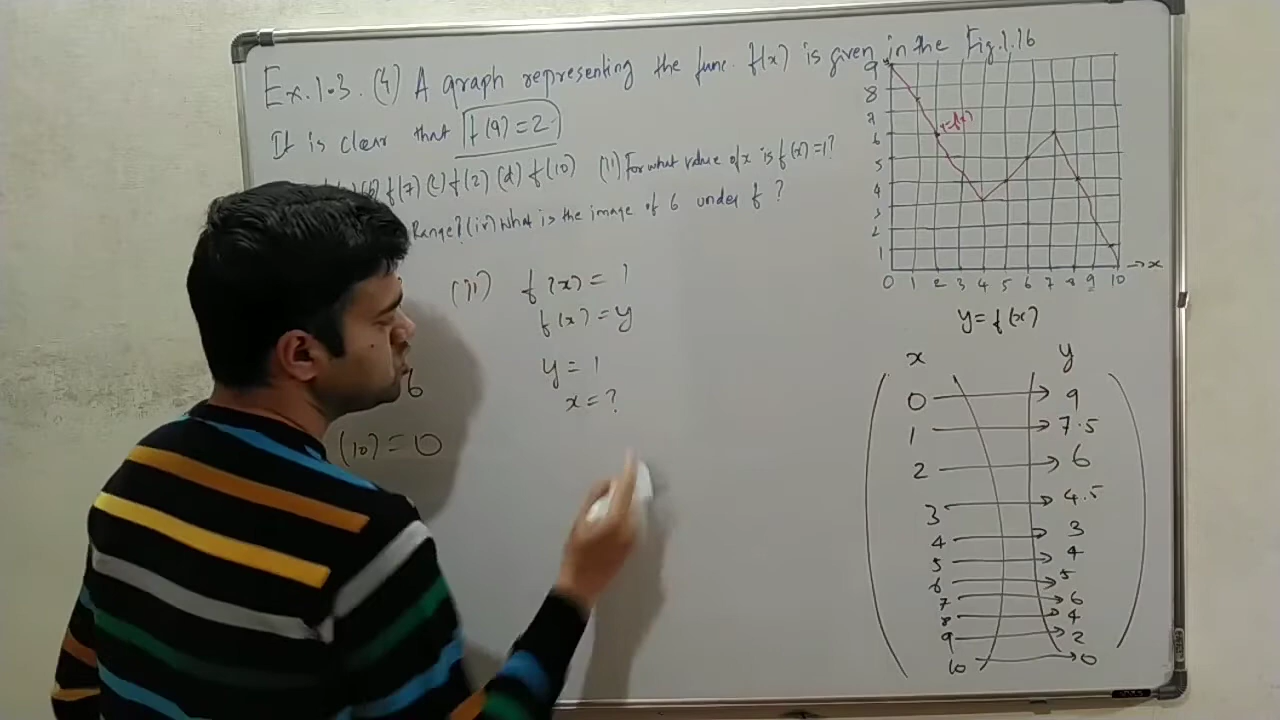 Ex.1.3. (4) A graph representing the func. f(x) is given in the Fig.1.16
It is clear that f(9)=2
f(7) (c) f(2) (d) f(10) (ii) For what value of x is f(x)=1?
Range? (iv) What is the image of 6 under f ?
(ii) f(x) = 1
f(x) = y
y = 1
x = ?
6
(10) = 0
9
8
7
6
5
4
3
2
1
y=f(x)
0 1 2 3 4 5 6 7 8 9 10 → x
y = f(x)
x y
0 → 9
1 → 7.5
2 → 6
3 → 4.5
4 → 3
5 → 4
6 → 5
7 → 6
8 → 4
9 → 2
10 → 0